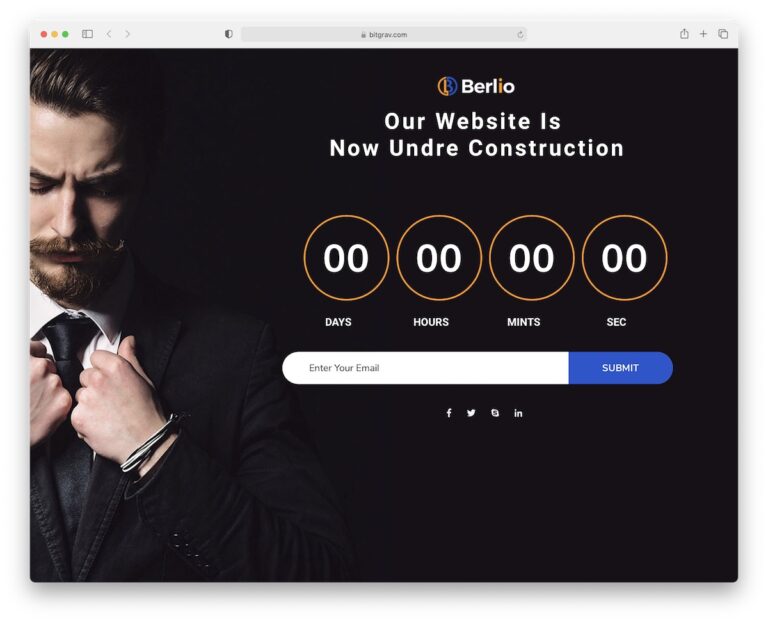 bitgrav.com
Berlio
Our Website Is
Now Undre Construction
00 00 00 00
DAYS HOURS MINTS SEC
Enter Your Email SUBMIT